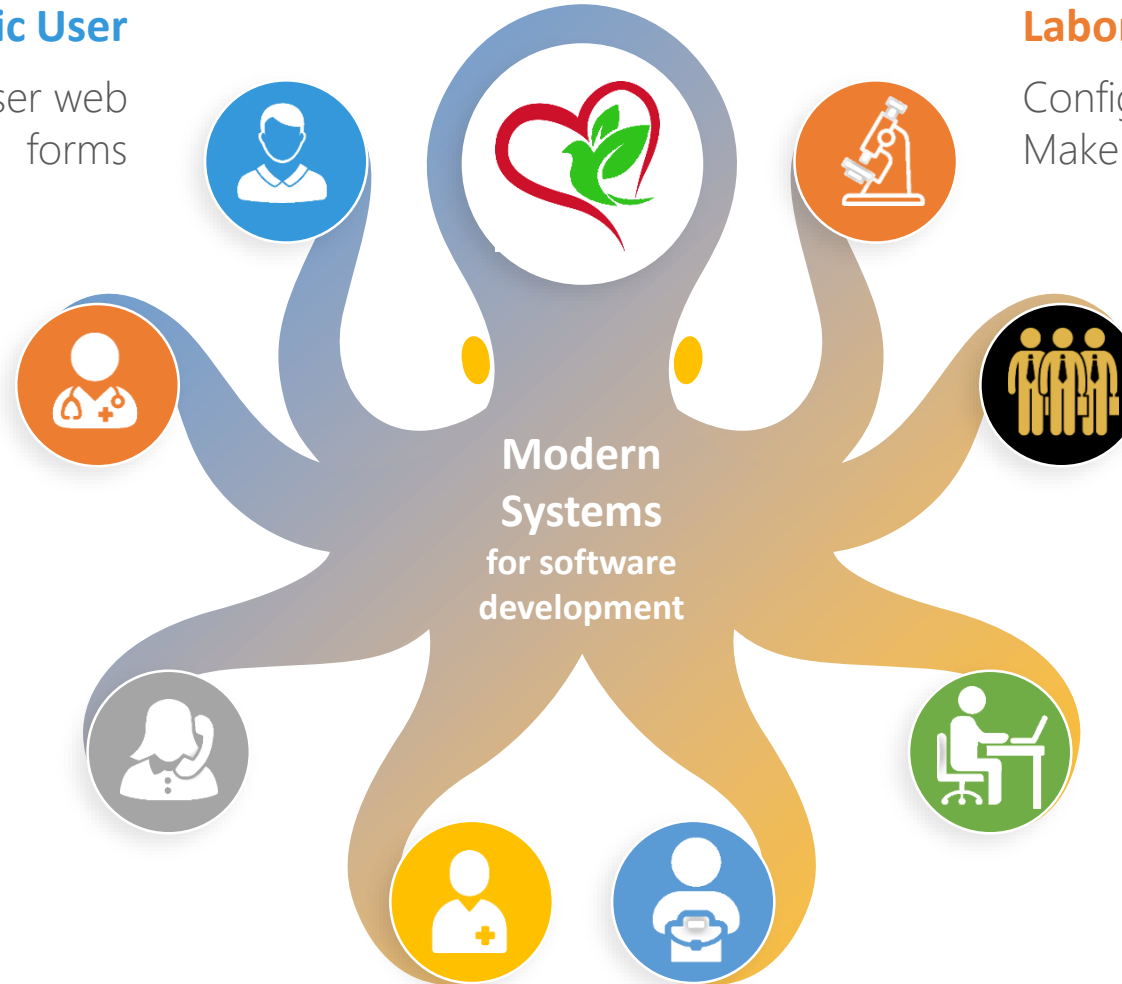 ic User
ser web
forms
Labor
Config
Make
Modern
Systems
for software
development